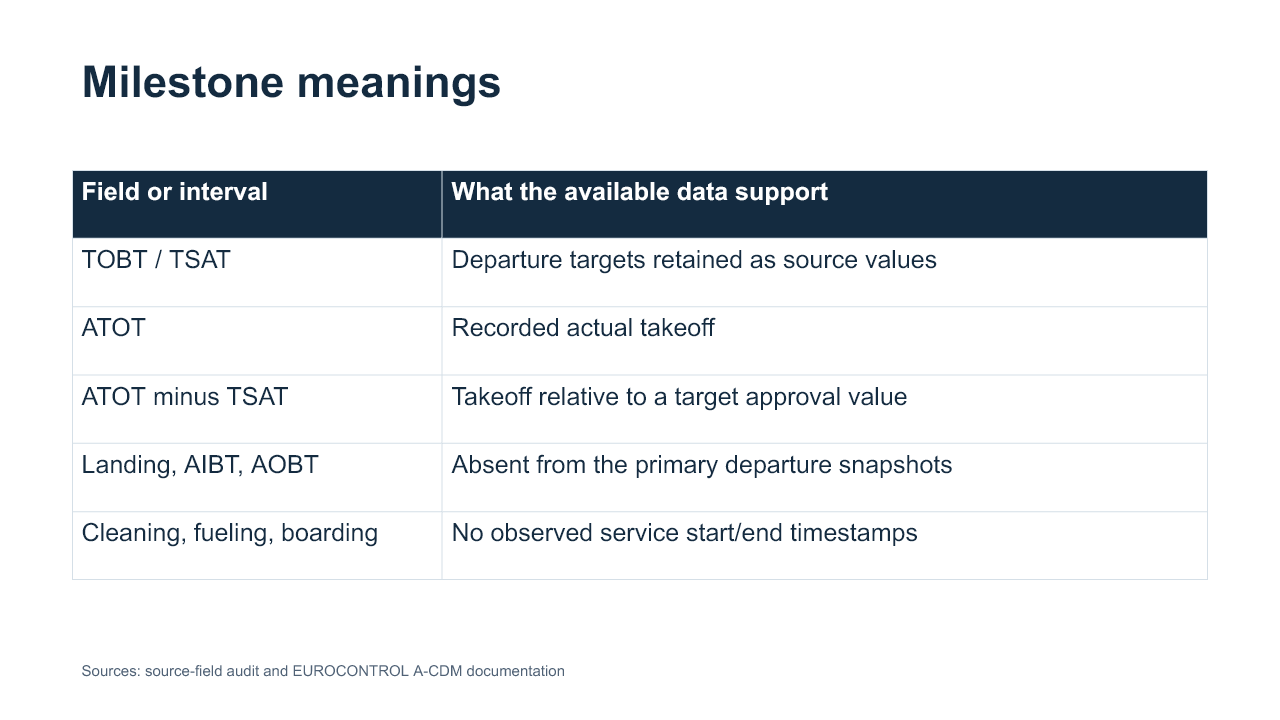 Milestone meanings
Field or interval
What the available data support
TOBT / TSAT
Departure targets retained as source values
ATOT
Recorded actual takeoff
ATOT minus TSAT
Takeoff relative to a target approval value
Landing, AIBT, AOBT
Absent from the primary departure snapshots
Cleaning, fueling, boarding
No observed service start/end timestamps
Sources: source-field audit and EUROCONTROL A-CDM documentation